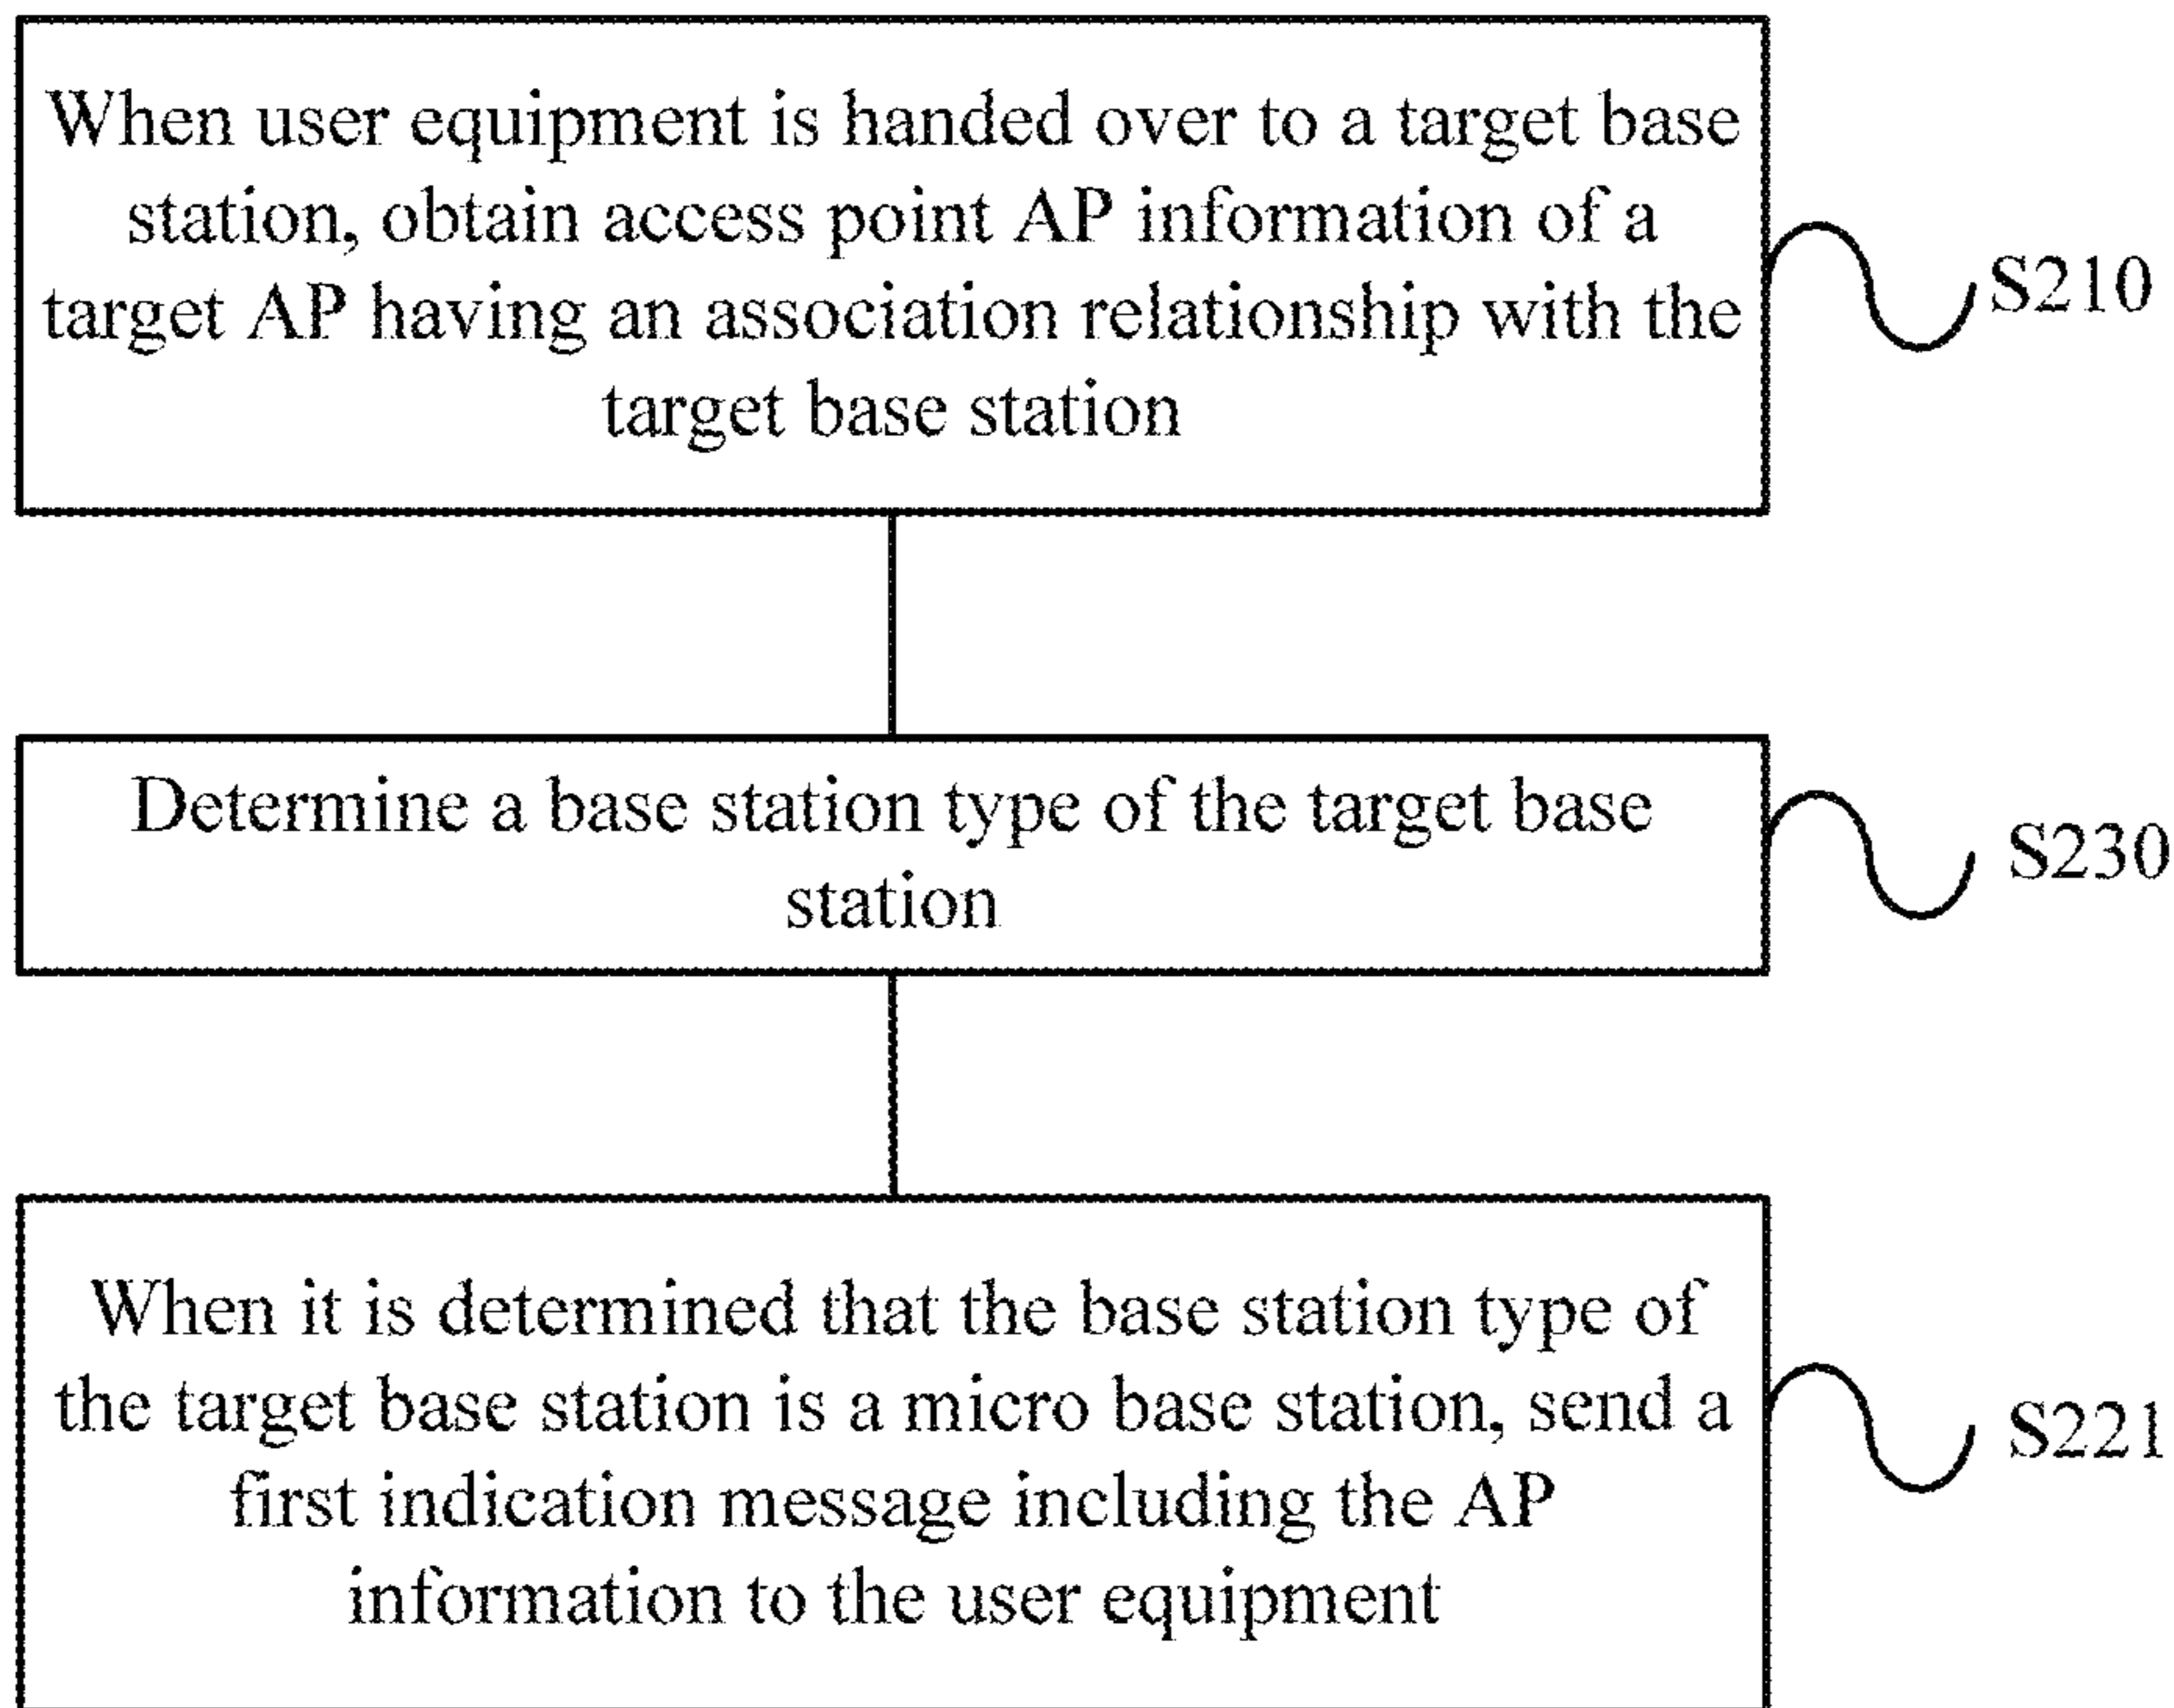 When user equipment is handed over to a target base
station, obtain access point AP information of a
target AP having an association relationship with the
target base station
S210
Determine a base station type of the target base
station
S230
When it is determined that the base station type of
the target base station is a micro base station, send a
first indication message including the AP
information to the user equipment
S221